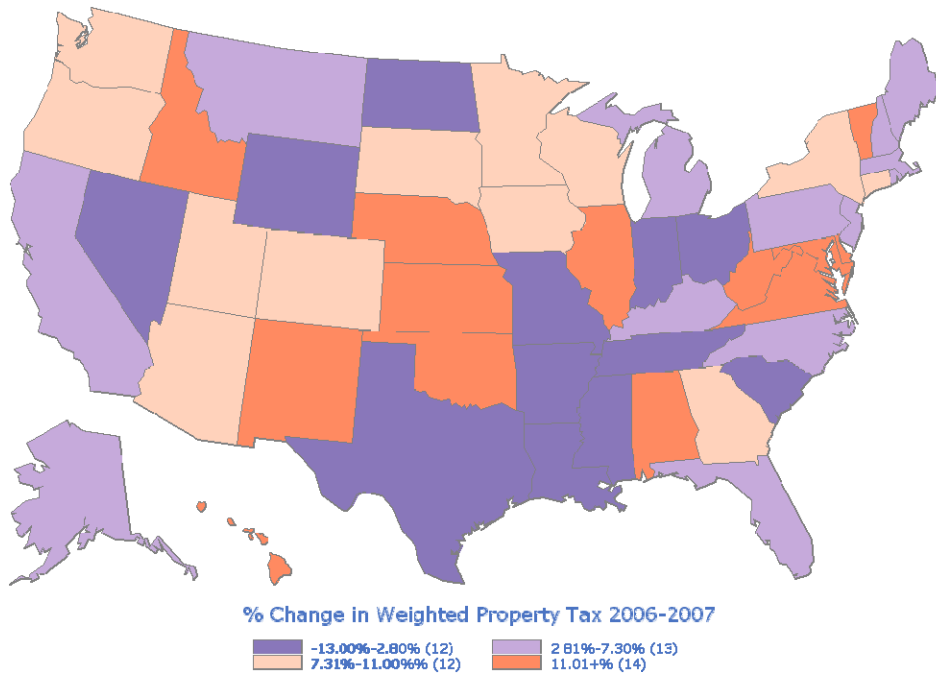 % Change in Weighted Property Tax 2006-2007
-13.00%-2.80% (12)
2.81%-7.30% (13)
7.31%-11.00%% (12)
11.01+% (14)